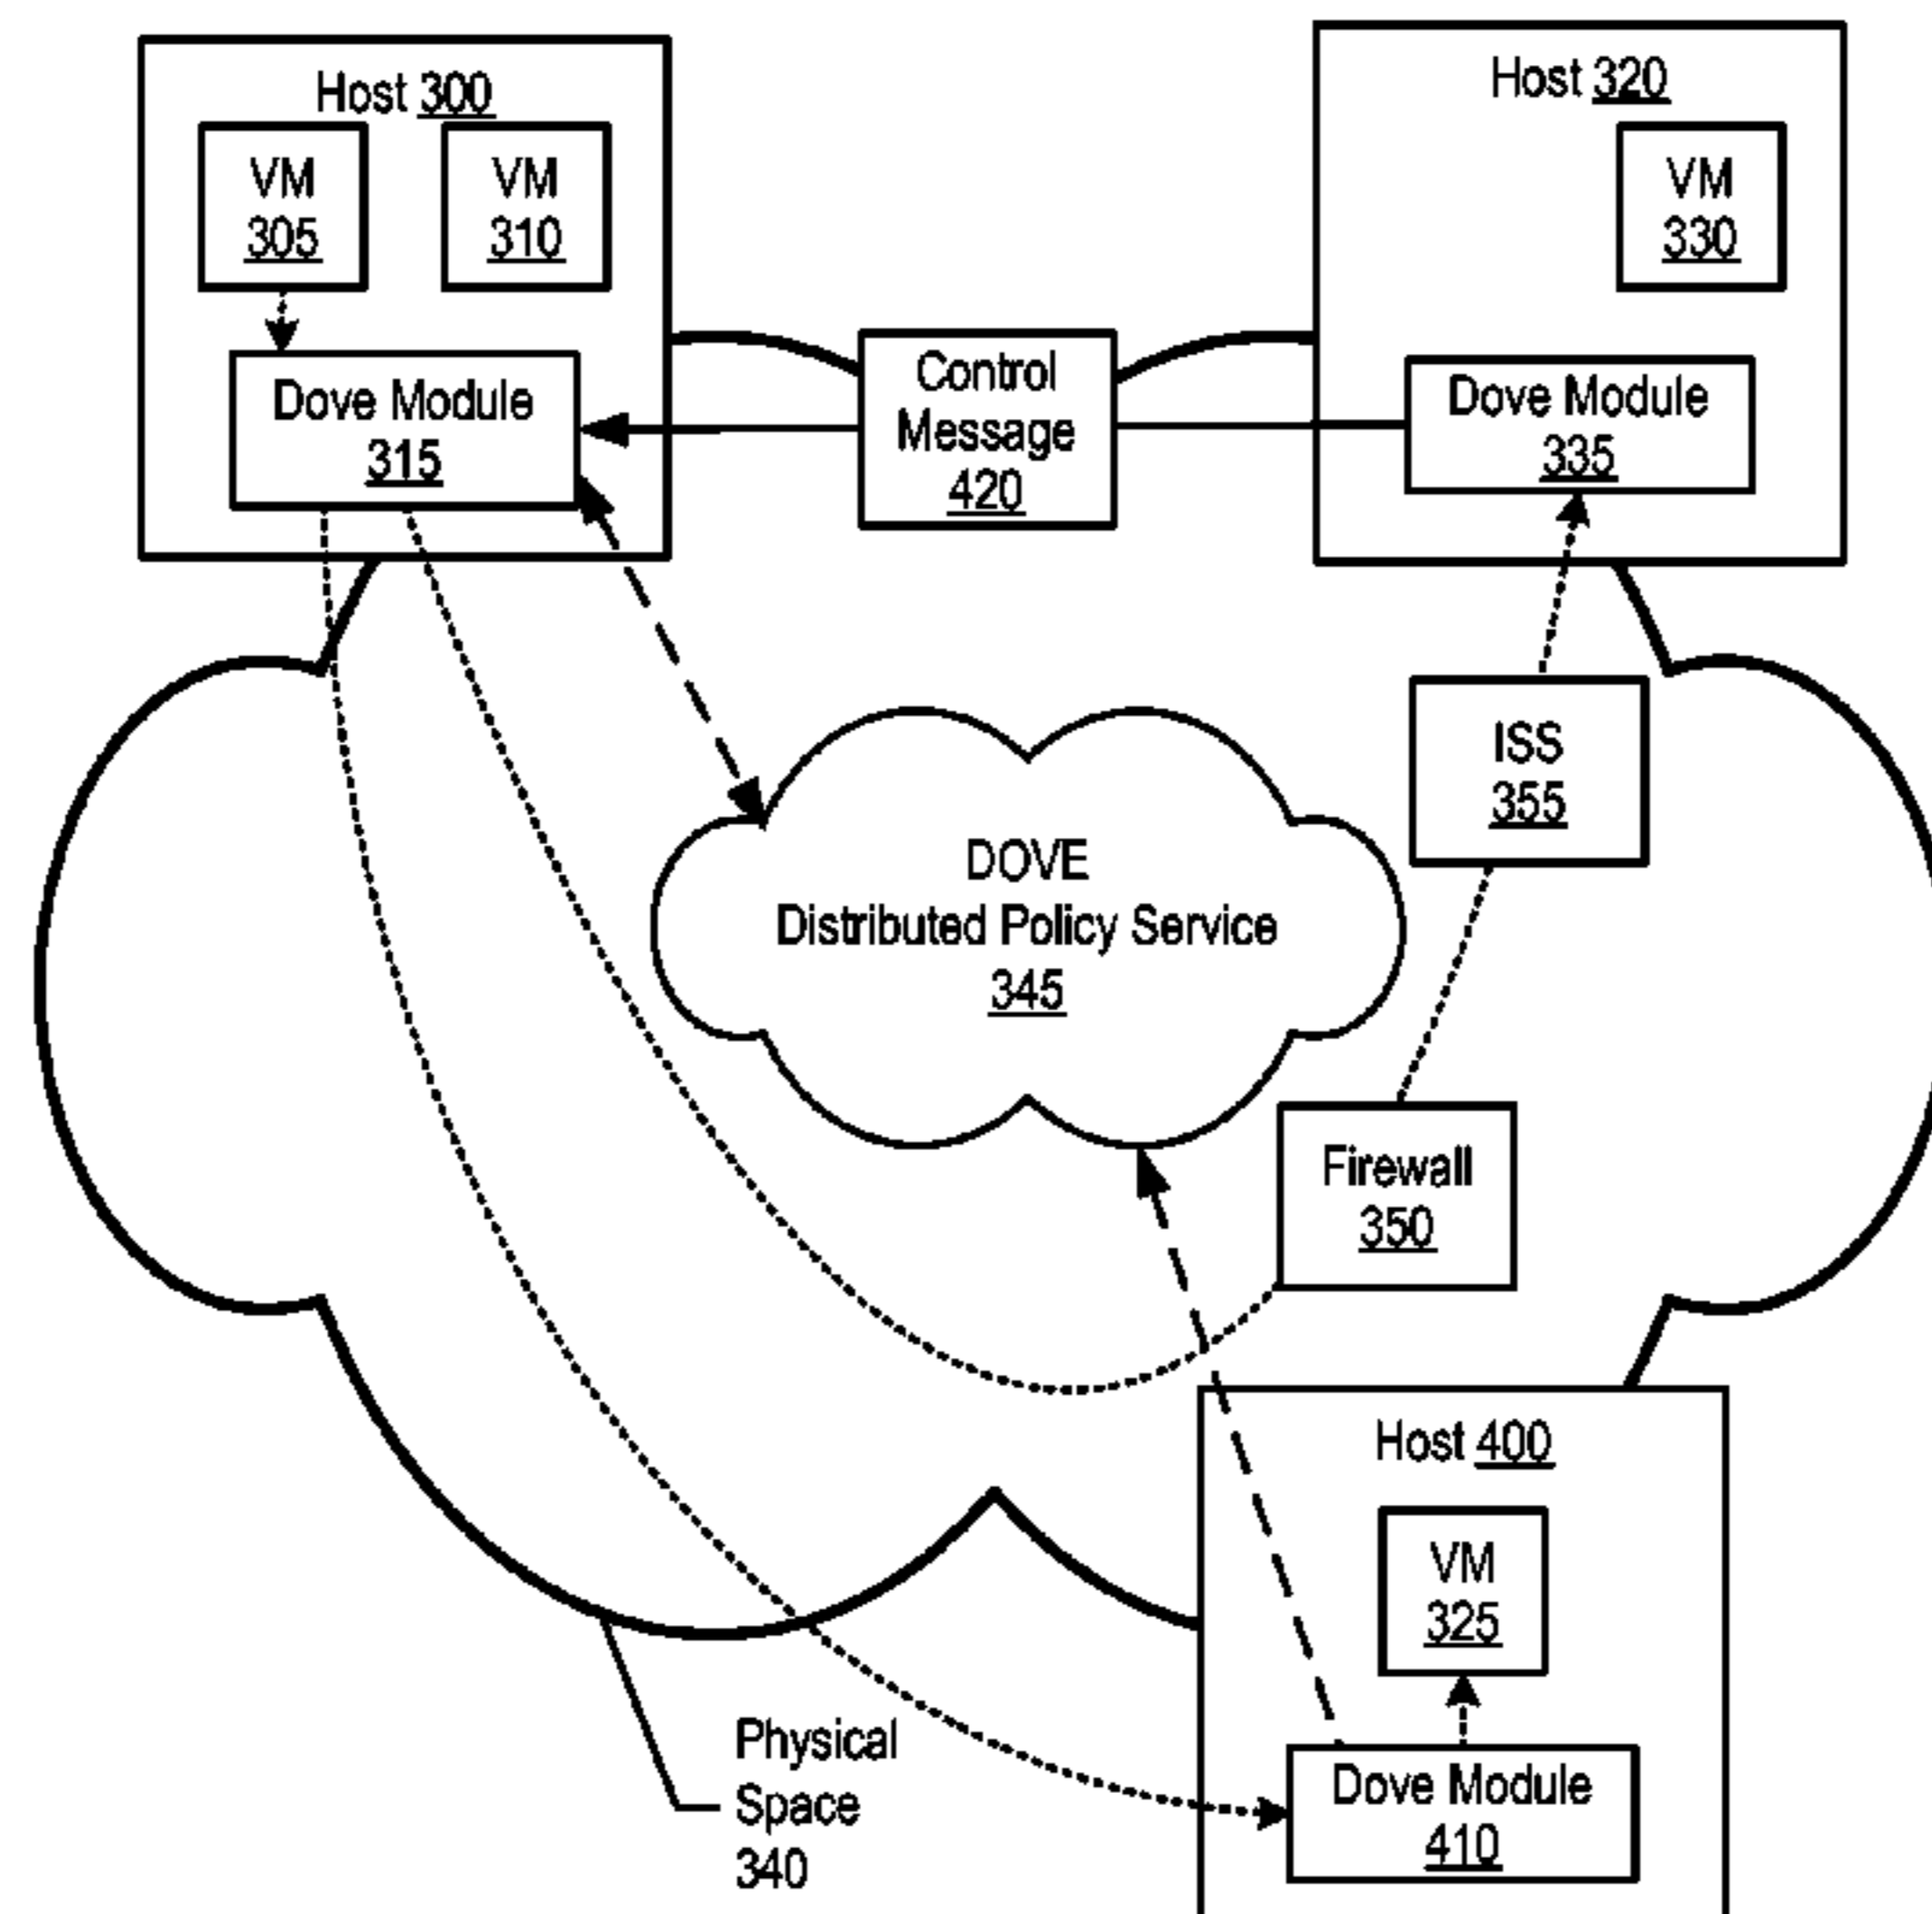 Host 300
VM
305
VM
310
Dove Module
315
Control
Message
420
Host 320
VM
330
Dove Module
335
ISS
355
DOVE
Distributed Policy Service
345
Firewall
350
Host 400
VM
325
Dove Module
410
Physical
Space
340